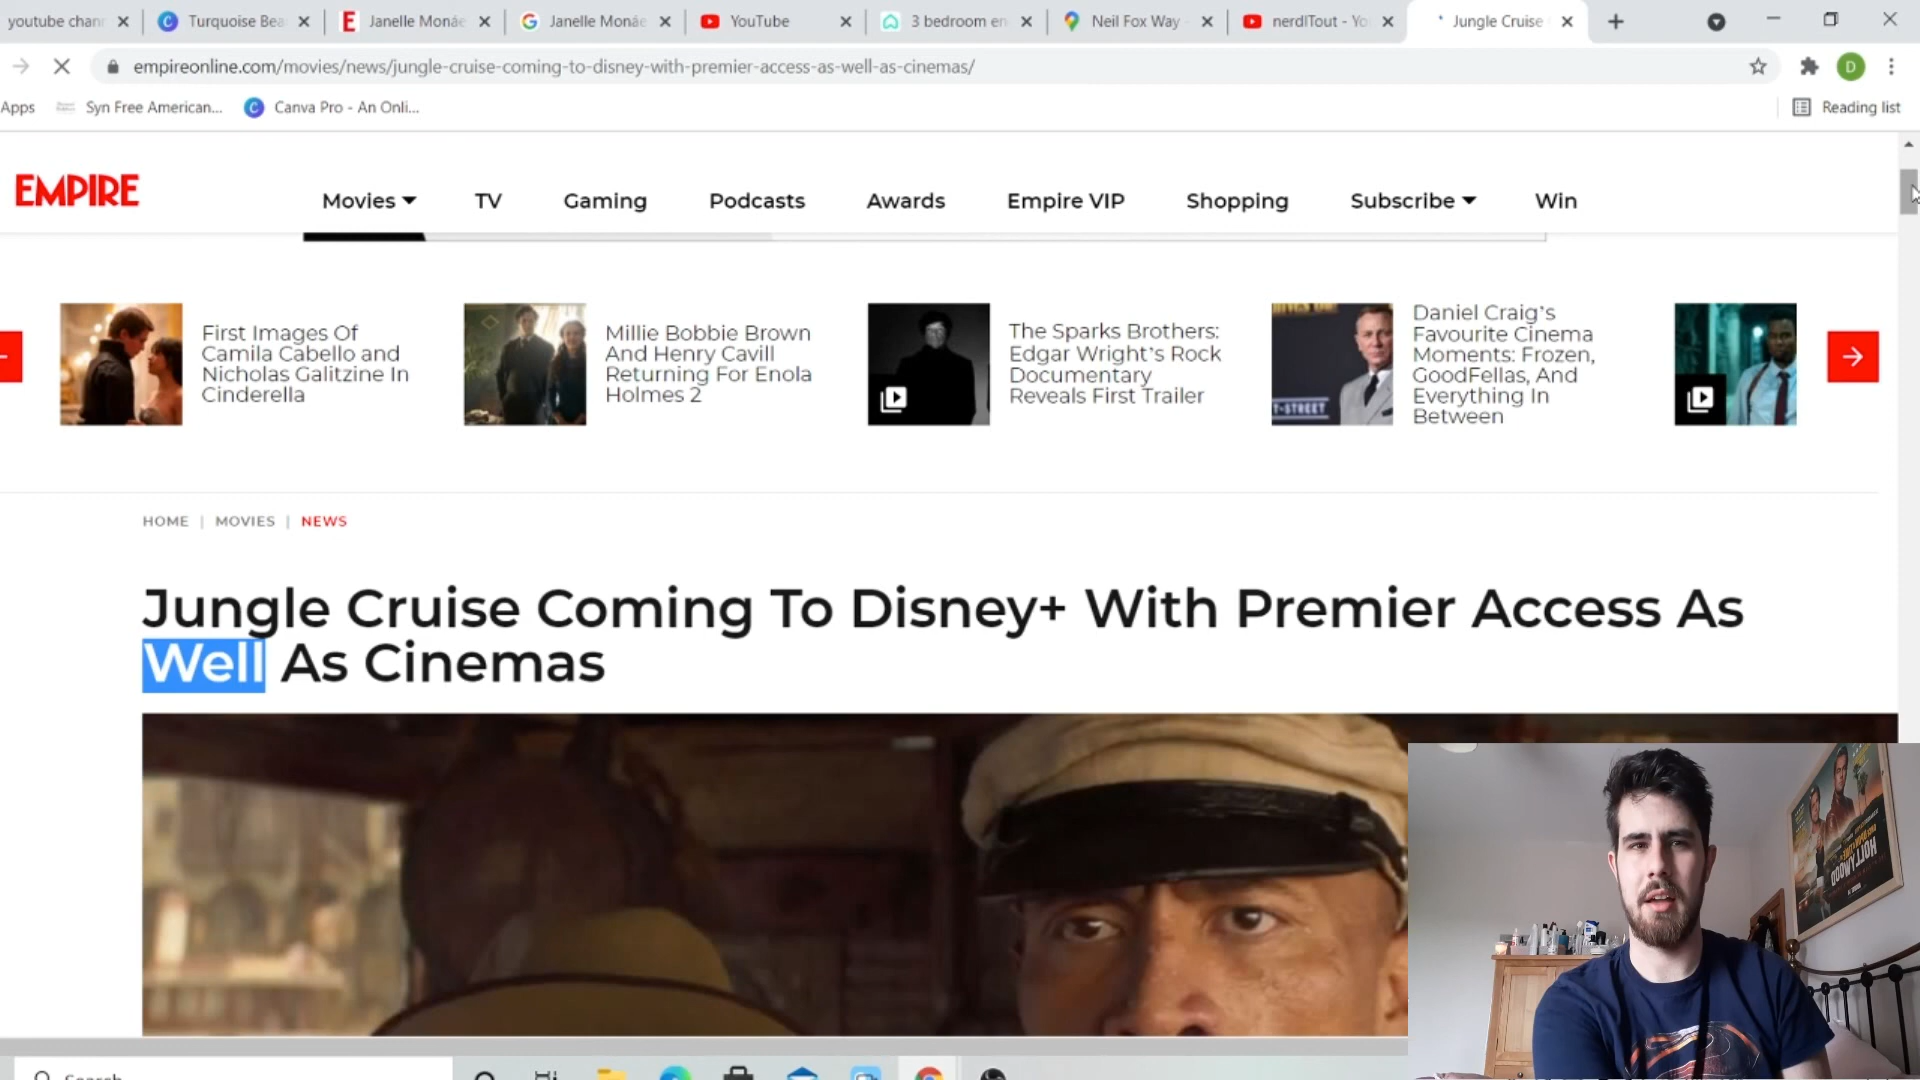 youtube chan
Turquoise Bea
Janelle Monáe
Janelle Monáe
YouTube
3 bedroom en
Neil Fox Way -
nerdITout - Yo
Jungle Cruise
empireonline.com/movies/news/jungle-cruise-coming-to-disney-with-premier-access-as-well-as-cinemas/
D
Apps
Syn Free American...
Canva Pro - An Onli...
Reading list
EMPIRE
Movies
TV
Gaming
Podcasts
Awards
Empire VIP
Shopping
Subscribe
Win
First Images Of
Camila Cabello and
Nicholas Galitzine In
Cinderella
Millie Bobbie Brown
And Henry Cavill
Returning For Enola
Holmes 2
The Sparks Brothers:
Edgar Wright's Rock
Documentary
Reveals First Trailer
T-STREET
Daniel Craig's
Favourite Cinema
Moments: Frozen,
GoodFellas, And
Everything In
Between
HOME | MOVIES | NEWS
Jungle Cruise Coming To Disney+ With Premier Access As
Well As Cinemas
HOLLYWOOD
Search